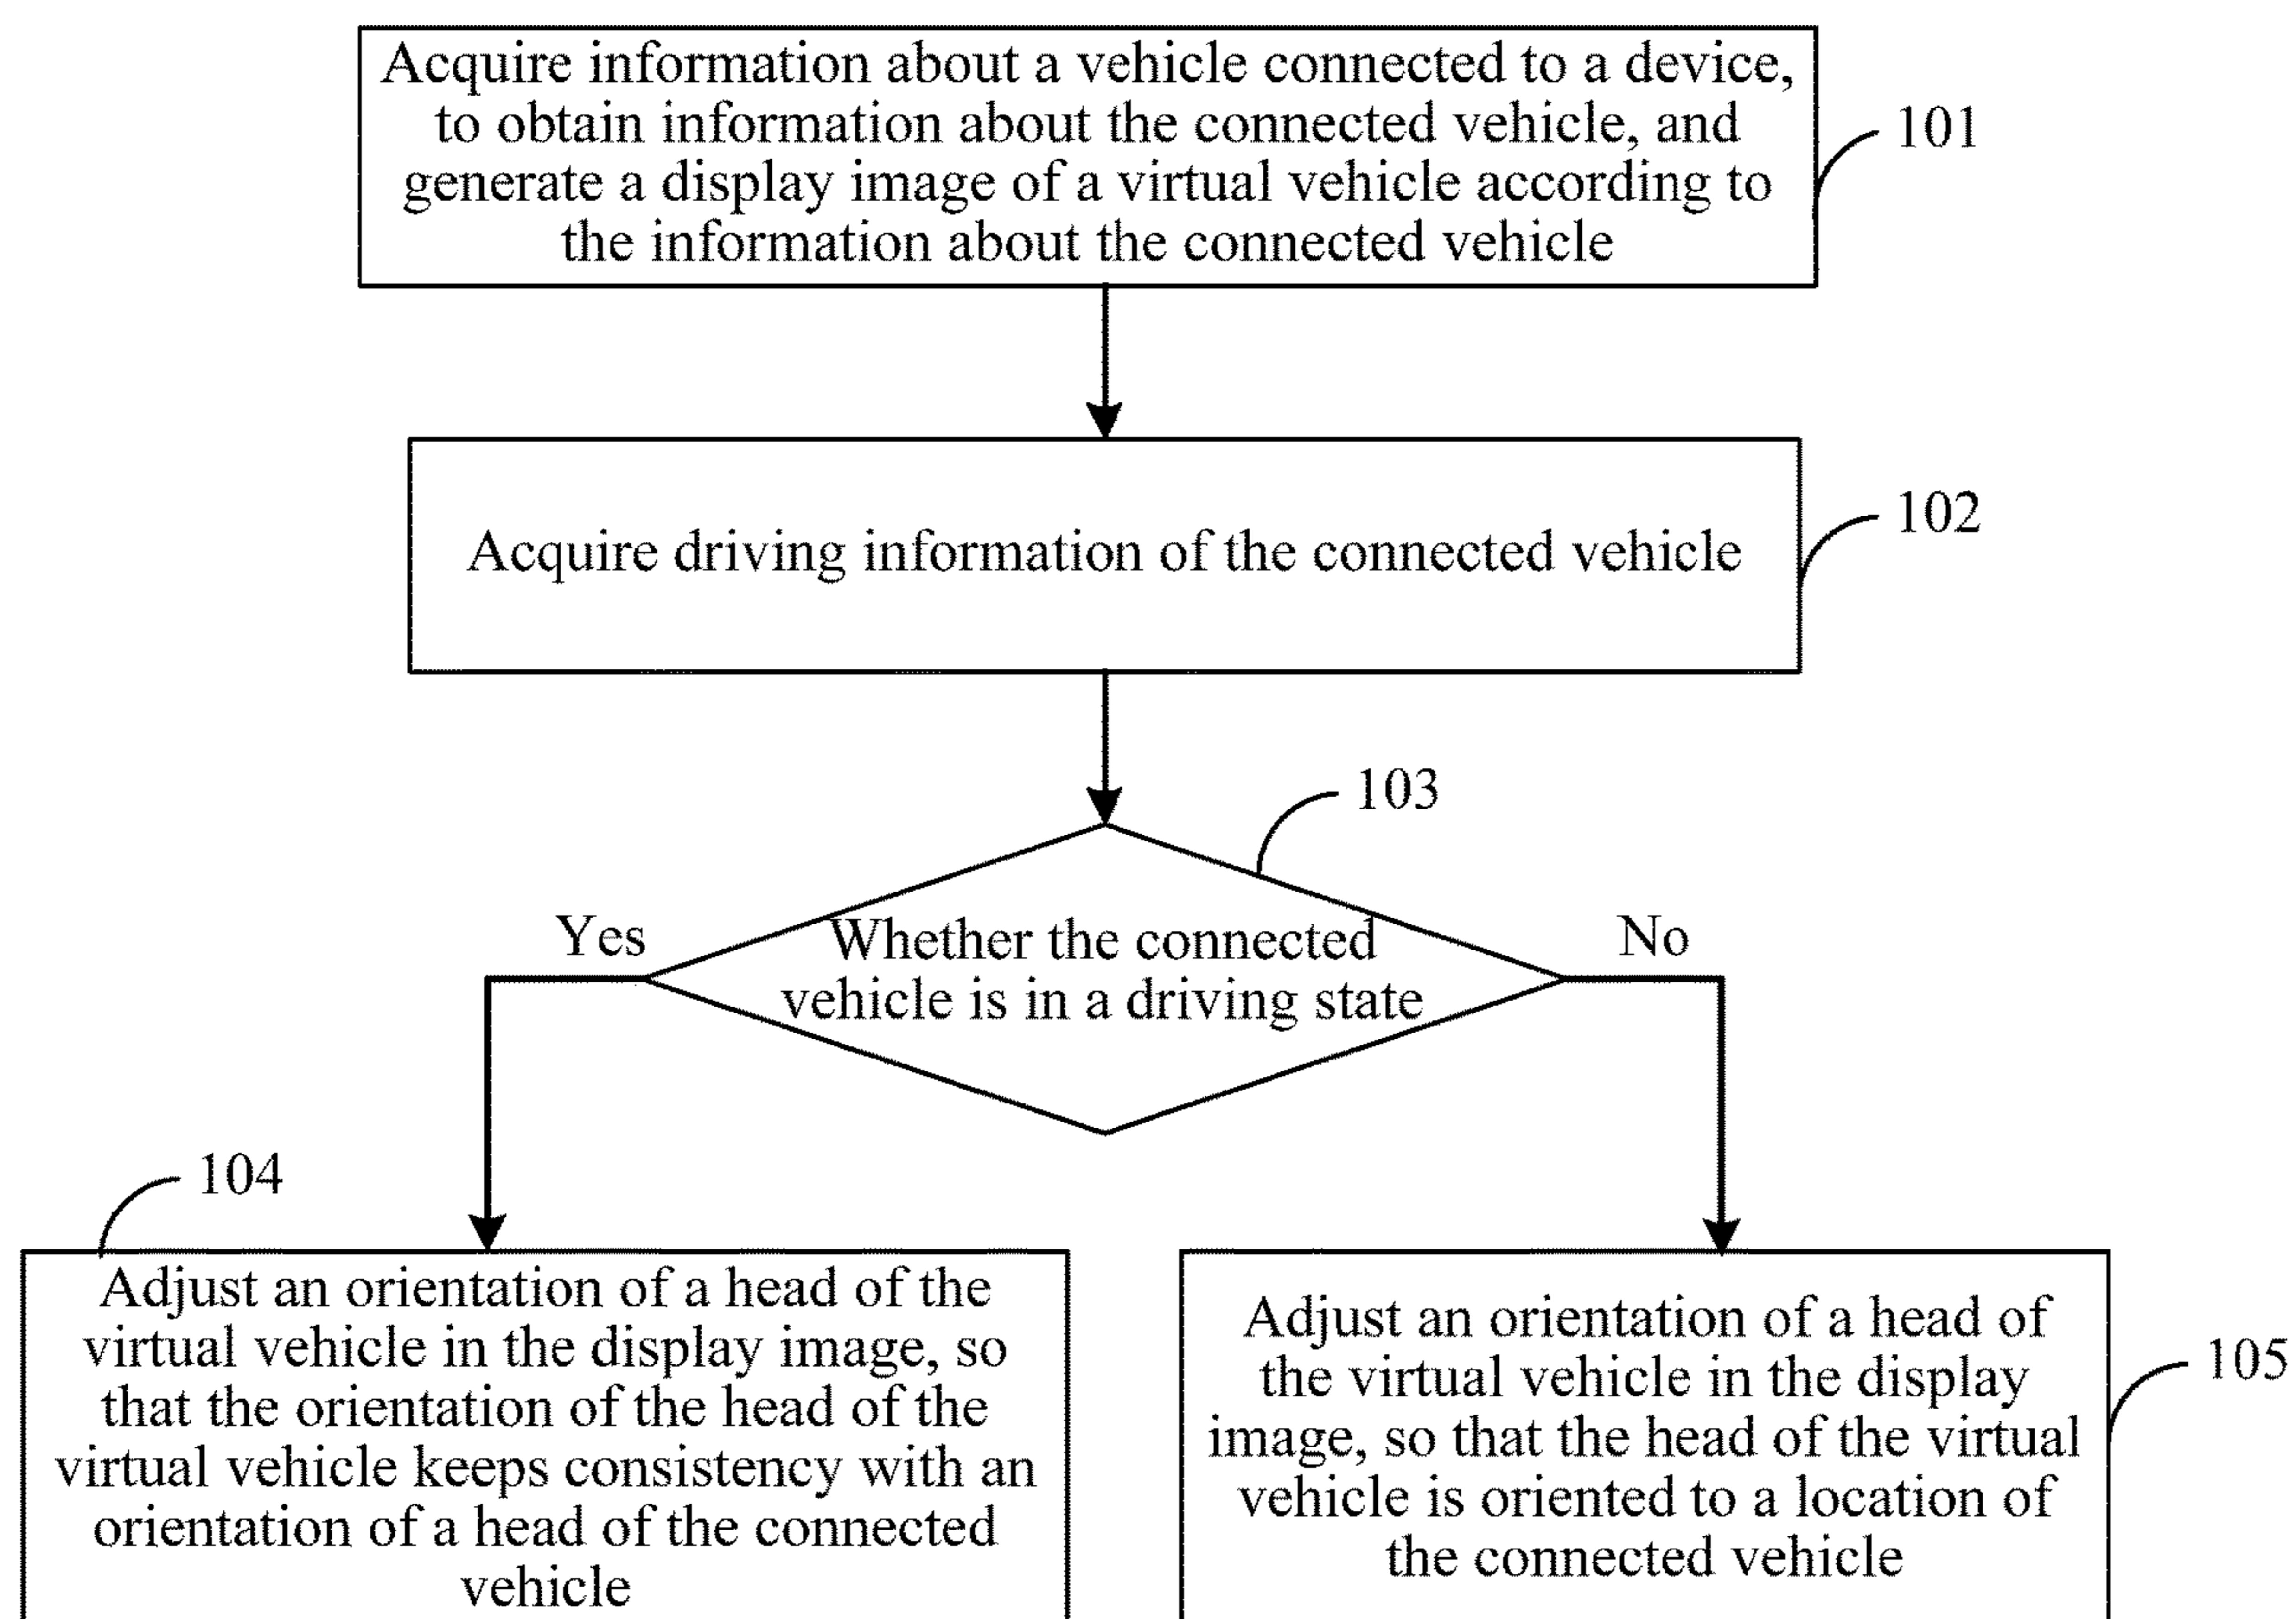 Acquire information about a vehicle connected to a device,
to obtain information about the connected vehicle, and
generate a display image of a virtual vehicle according to
the information about the connected vehicle
101
Acquire driving information of the connected vehicle
102
103
Whether the connected
vehicle is in a driving state
Yes
No
104
Adjust an orientation of a head of the
virtual vehicle in the display image, so
that the orientation of the head of the
virtual vehicle keeps consistency with an
orientation of a head of the connected
vehicle
Adjust an orientation of a head of
the virtual vehicle in the display
image, so that the head of the virtual
vehicle is oriented to a location of
the connected vehicle
105